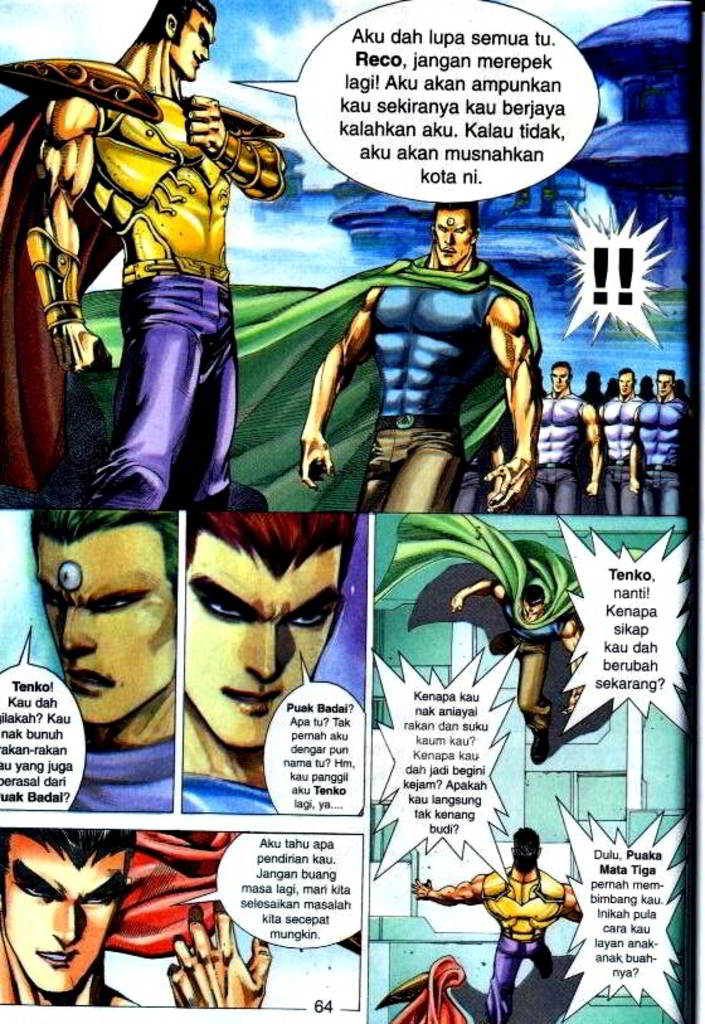 Aku dah lupa semua tu.
Reco, jangan merepek
lagi! Aku akan ampunkan
kau sekiranya kau berjaya
kalahkan aku. Kalau tidak,
aku akan musnahkan
kota ni.
!!
Tenko!
Kau dah
gilakah? Kau
nak bunuh
rakan-rakan
au yang juga
berasal dari
uak Badai?
Puak Badai?
Apa tu? Tak
pernah aku
dengar pun
nama tu? Hm,
kau panggil
aku Tenko
lagi, ya....
Tenko,
nanti!
Kenapa
sikap
kau dah
berubah
sekarang?
Kenapa kau
nak aniayai
rakan dan suku
kaum kau?
Kenapa kau
dah jadi begini
kejam? Apakah
kau langsung
tak kenang
budi?
Aku tahu apa
pendirian kau.
Jangan buang
masa lagi, mari kita
selesaikan masalah
kita secepat
mungkin.
Dulu, Puaka
Mata Tiga
pernah mem-
bimbing kau.
Inikah pula
cara kau
layan anak-
anak buah-
nya?
64